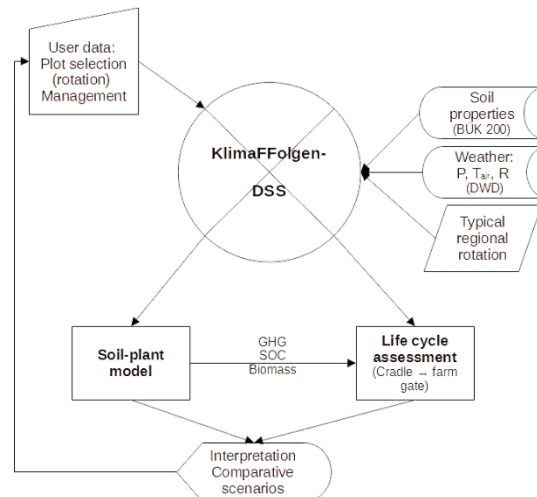 User data:
Plot selection
(rotation)
Management
KlimaFFolgen-
DSS
Soil
properties
(BUK 200)
Weather:
P, Tair, R
(DWD)
Typical
regional
rotation
Soil-plant
model
GHG
SOC
Biomass
Life cycle
assessment
(Cradle → farm
gate)
Interpretation
Comparative
scenarios